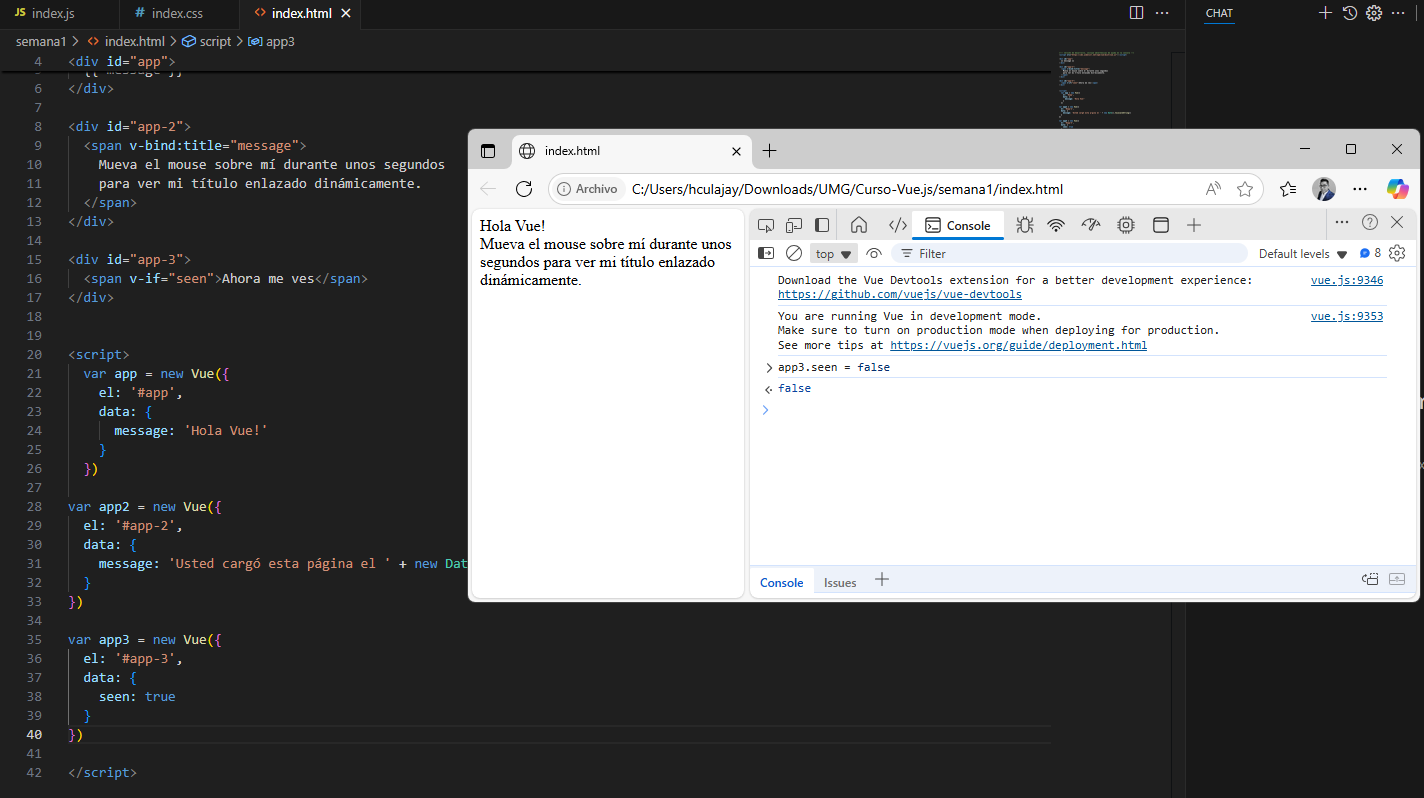 JS index.js
# index.css
<> index.html
CHAT
semana1 > <> index.html > script > app3
4 <div id="app">
6 </div>
7
8 <div id="app-2">
9 <span v-bind:title="message">
10 Mueva el mouse sobre mí durante unos segundos
11 para ver mi título enlazado dinámicamente.
12 </span>
13 </div>
14
15 <div id="app-3">
16 <span v-if="seen">Ahora me ves</span>
17 </div>
18
19
20 <script>
21 var app = new Vue({
22 el: '#app',
23 data: {
24 message: 'Hola Vue!'
25 }
26 })
27
28 var app2 = new Vue({
29 el: '#app-2',
30 data: {
31 message: 'Usted cargó esta página el ' + new Dat
32 }
33 })
34
35 var app3 = new Vue({
36 el: '#app-3',
37 data: {
38 seen: true
39 }
40 })
41
42 </script>
index.html
Archivo
C:/Users/hculajay/Downloads/UMG/Curso-Vue.js/semana1/index.html
Hola Vue!
Mueva el mouse sobre mí durante unos
segundos para ver mi título enlazado
dinámicamente.
Console
top
Filter
Default levels
8
Download the Vue Devtools extension for a better development experience: vue.js:9346
https://github.com/vuejs/vue-devtools
You are running Vue in development mode. vue.js:9353
Make sure to turn on production mode when deploying for production.
See more tips at https://vuejs.org/guide/deployment.html
app3.seen = false
false
Console
Issues